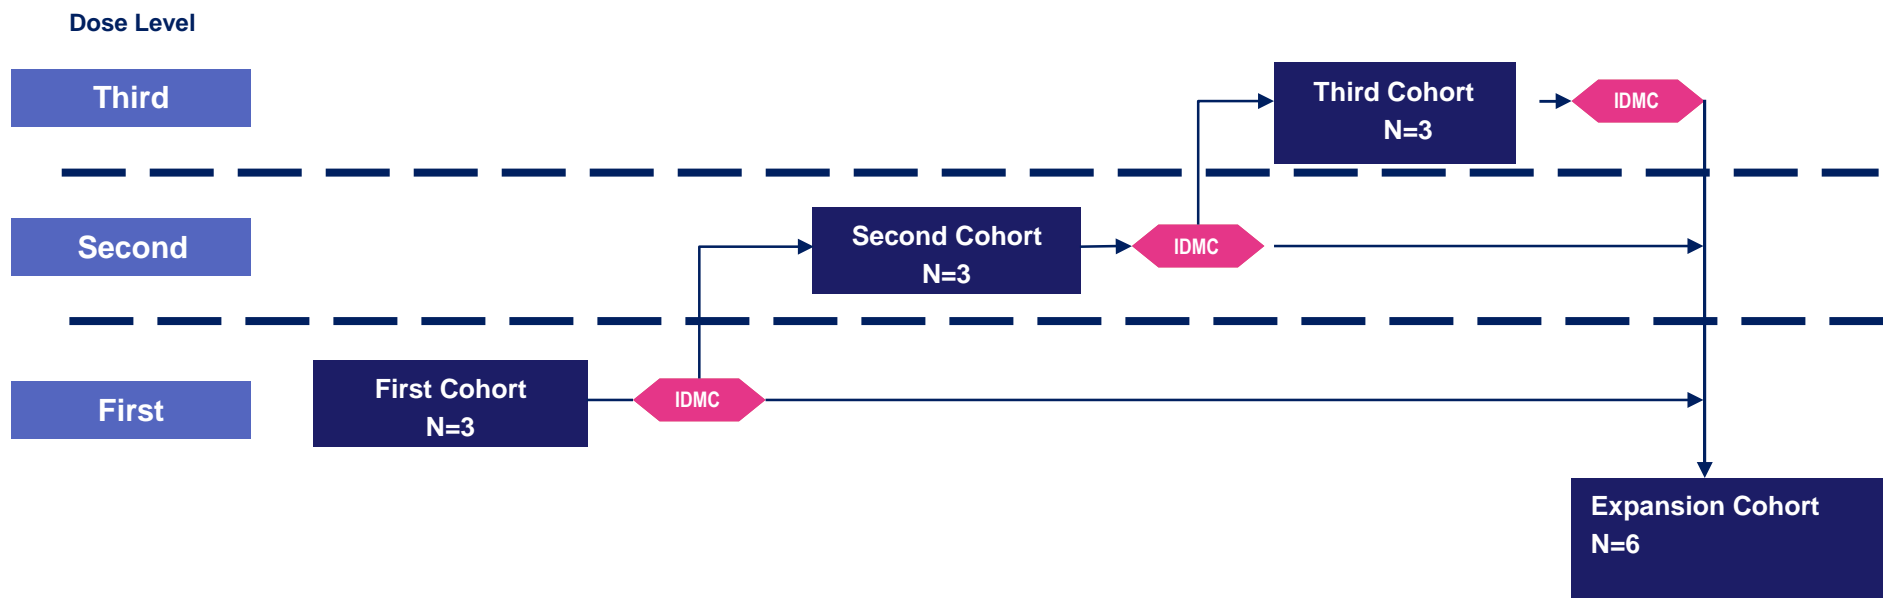 Dose Level
Third
Third Cohort
N=3
IDMC
Second
Second Cohort
N=3
IDMC
First
First Cohort
N=3
IDMC
Expansion Cohort
N=6